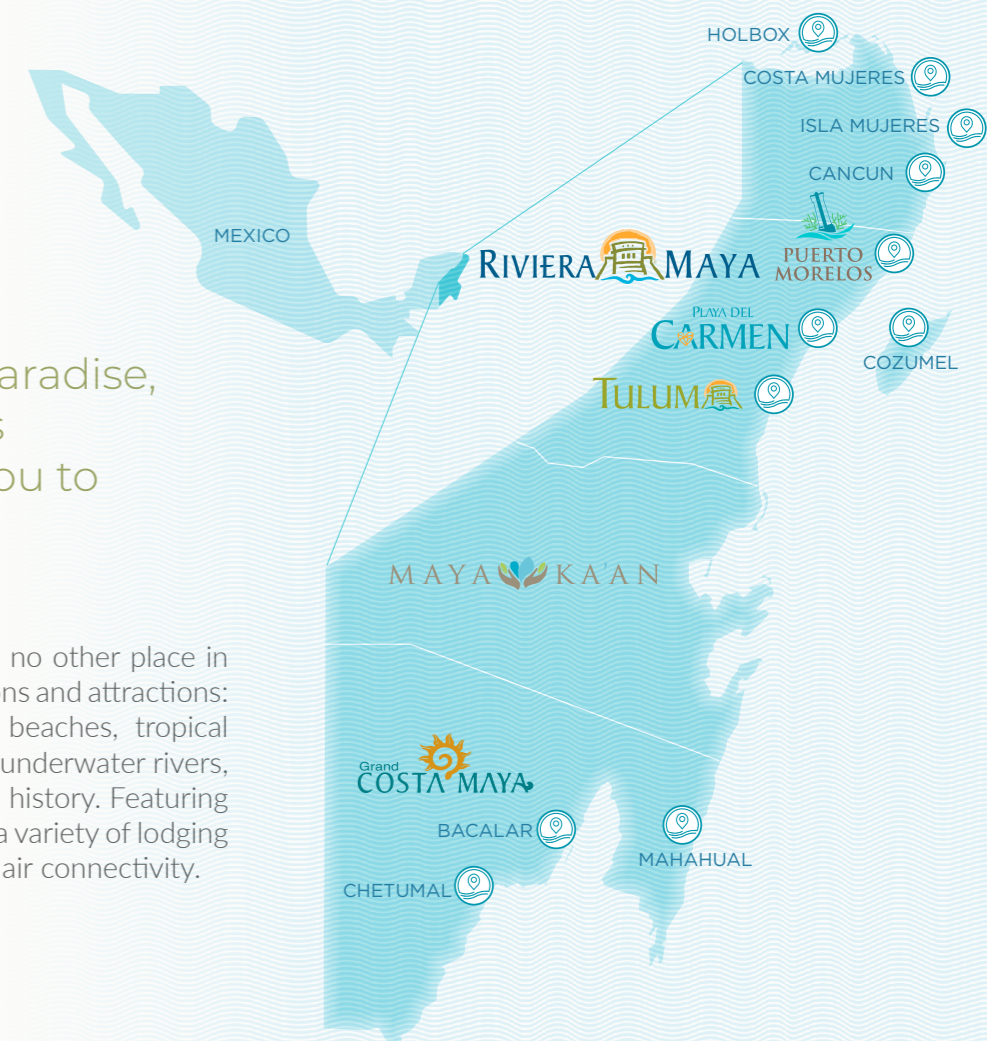 HOLBOX
COSTA MUJERES
ISLA MUJERES
CANCUN
MEXICO
RIVIERA MAYA
PUERTO
MORELOS
PLAYA DEL
CARMEN
COZUMEL
TULUM
MAYA KA'AN
Grand
COSTA MAYA
BACALAR
MAHAHUAL
CHETUMAL
aradise,
s
ou to
no other place in
ons and attractions:
beaches, tropical
underwater rivers,
history. Featuring
a variety of lodging
air connectivity.